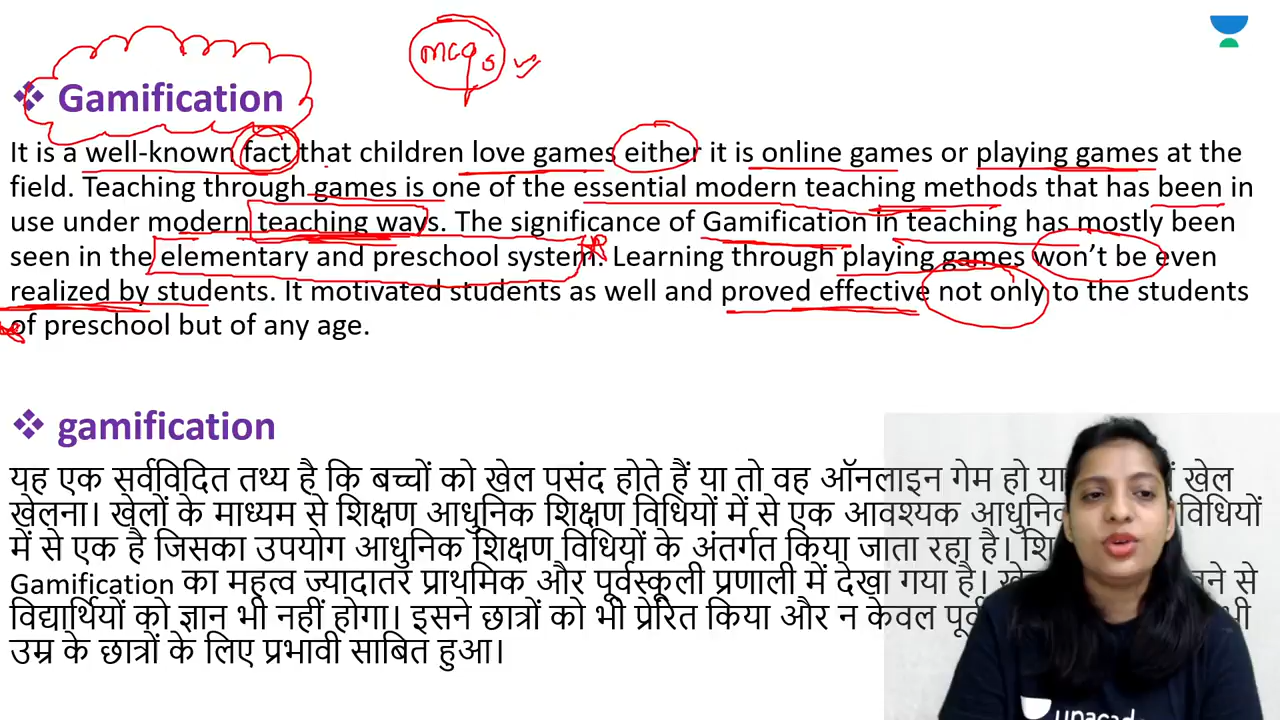 mcqs
Gamification
It is a well-known fact that children love games either it is online games or playing games at the
field. Teaching through games is one of the essential modern teaching methods that has been in
use under modern teaching ways. The significance of Gamification in teaching has mostly been
seen in the elementary and preschool system. Learning through playing games won't be even
realized by students. It motivated students as well and proved effective not only to the students
of preschool but of any age.
gamification
यह एक सर्वविदित तथ्य है कि बच्चों को खेल पसंद होते हैं या तो वह ऑनलाइन गेम हो या खेल
खेलना। खेलों के माध्यम से शिक्षण आधुनिक शिक्षण विधियों में से एक आवश्यक विधियों
में से एक है जिसका उपयोग आधुनिक शिक्षण विधियों के अंतर्गत किया जाता रहा है।
Gamification का महत्व ज्यादातर प्राथमिक और पूर्वस्कूली प्रणाली में देखा गया है। से
विद्यार्थियों को ज्ञान भी नहीं होगा। इसने छात्रों को भी प्रेरित किया और न केवल
उम्र के छात्रों के लिए प्रभावी साबित हुआ।